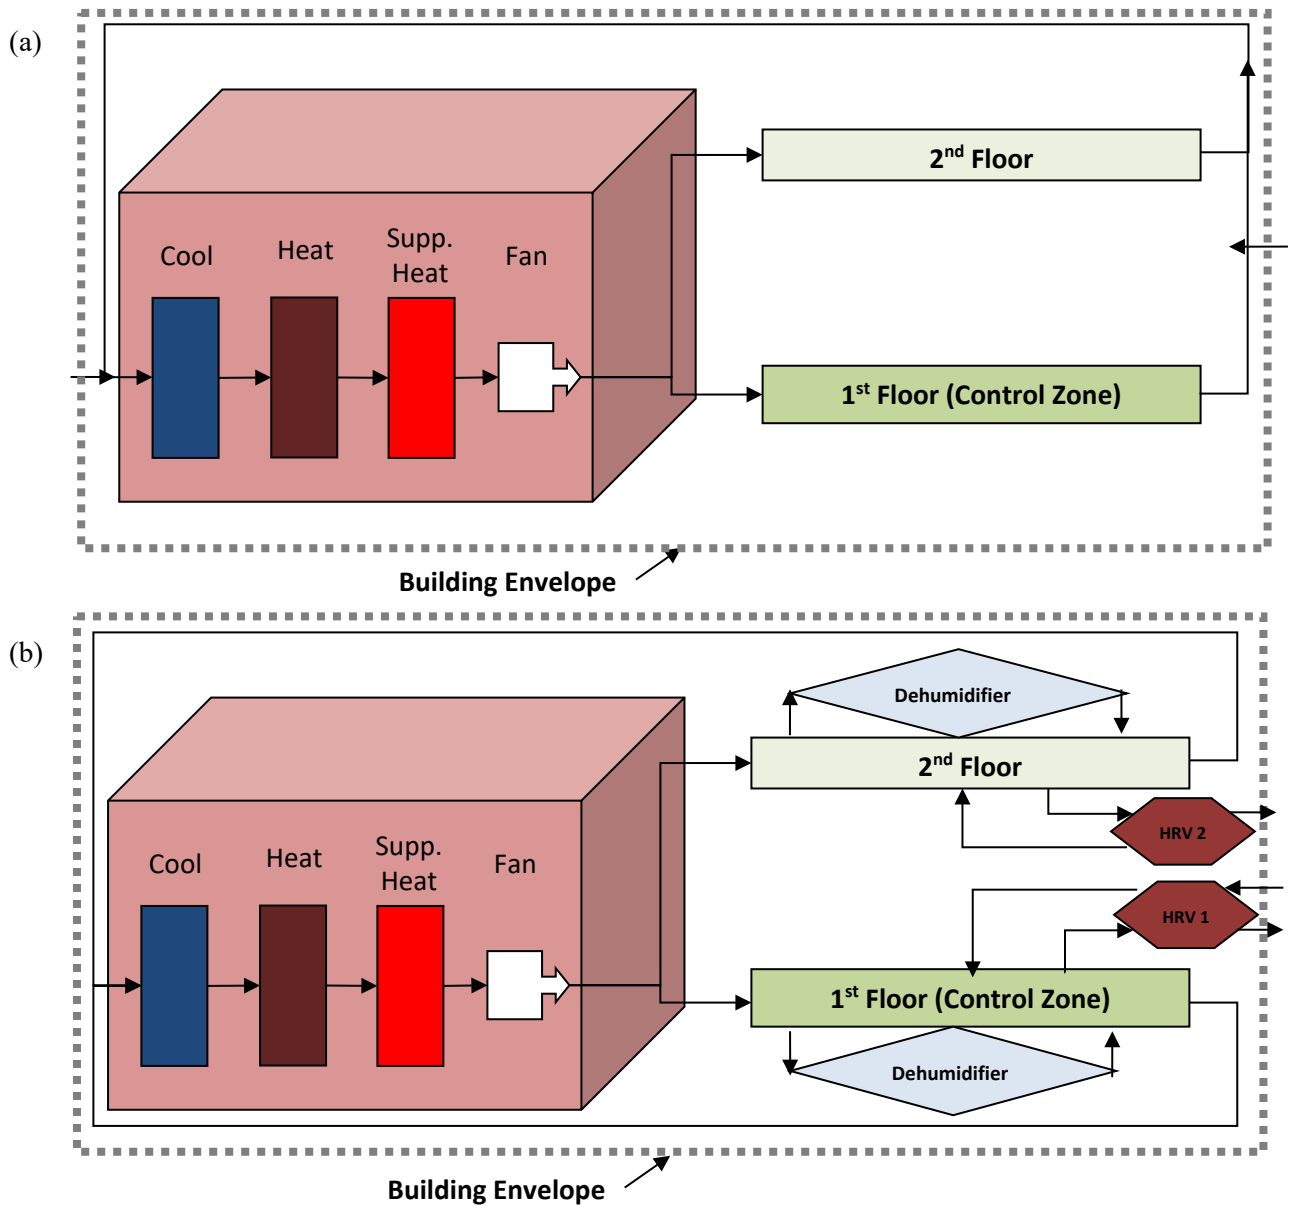 (a)
2nd Floor
Cool
Heat
Supp.
Heat
Fan
1st Floor (Control Zone)
Building Envelope
(b)
Dehumidifier
2nd Floor
HRV 2
Cool
Heat
Supp.
Heat
Fan
HRV 1
1st Floor (Control Zone)
Dehumidifier
Building Envelope